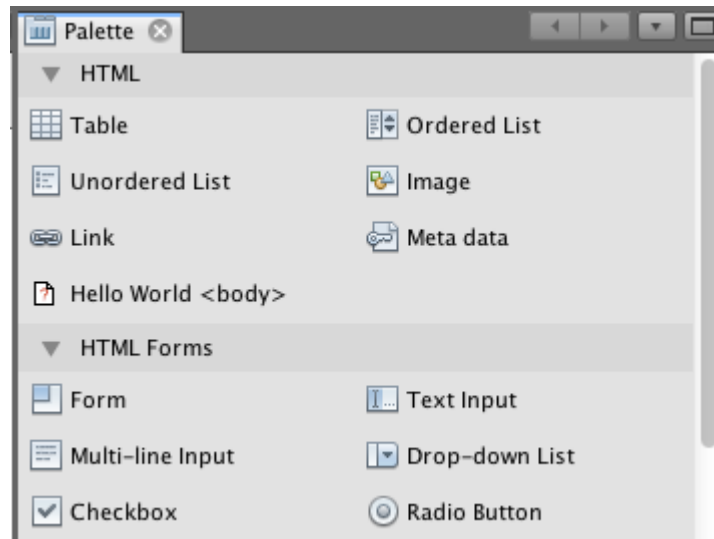 Palette
HTML
Table
Ordered List
Unordered List
Image
Link
Meta data
Hello World <body>
HTML Forms
Form
Text Input
Multi-line Input
Drop-down List
Checkbox
Radio Button